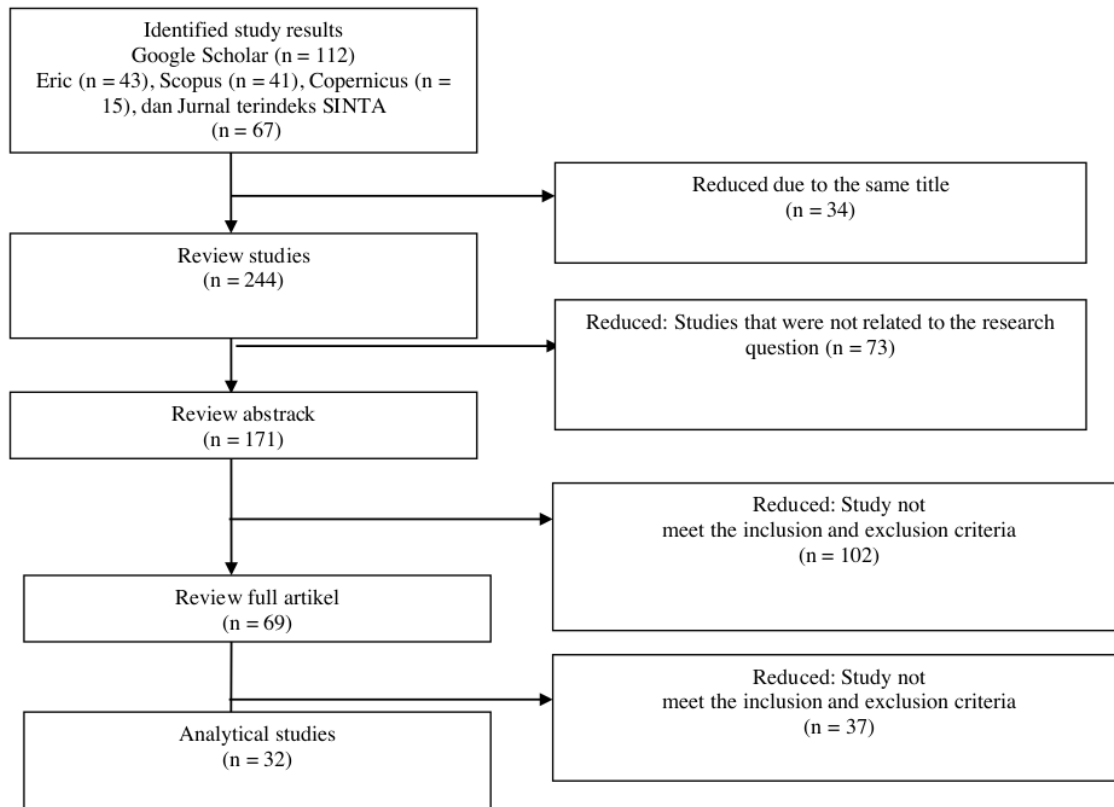 Identified study results
Google Scholar (n = 112)
Eric (n = 43), Scopus (n = 41), Copernicus (n =
15), dan Jurnal terindeks SINTA
(n = 67)
Reduced due to the same title
(n = 34)
Review studies
(n = 244)
Reduced: Studies that were not related to the research
question (n = 73)
Review abstrack
(n = 171)
Reduced: Study not
meet the inclusion and exclusion criteria
(n = 102)
Review full artikel
(n = 69)
Reduced: Study not
meet the inclusion and exclusion criteria
(n = 37)
Analytical studies
(n = 32)